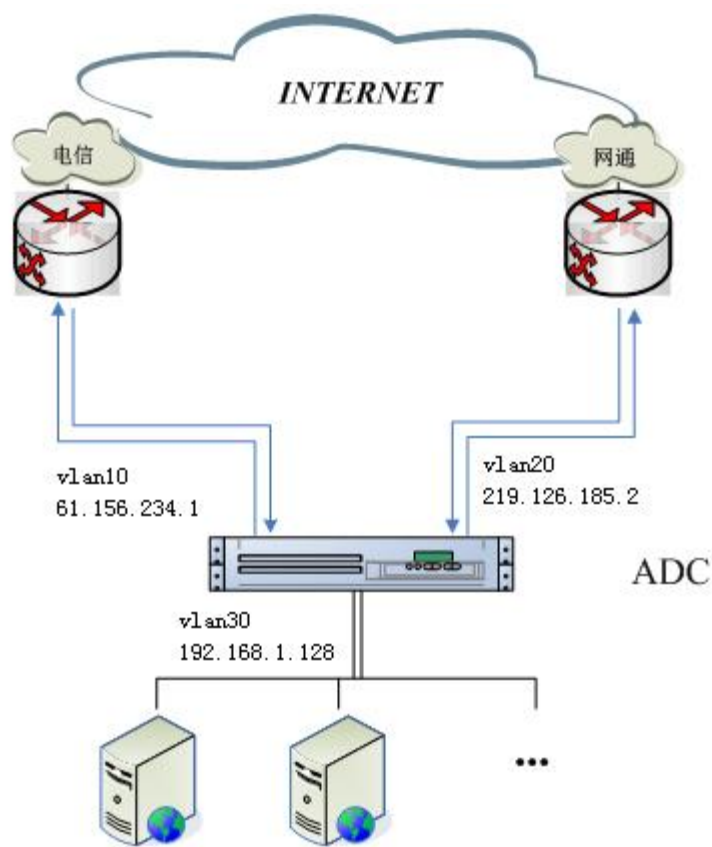 INTERNET
电信
网通
vlan10
61.156.234.1
vlan20
219.126.185.2
ADC
vlan30
192.168.1.128
...